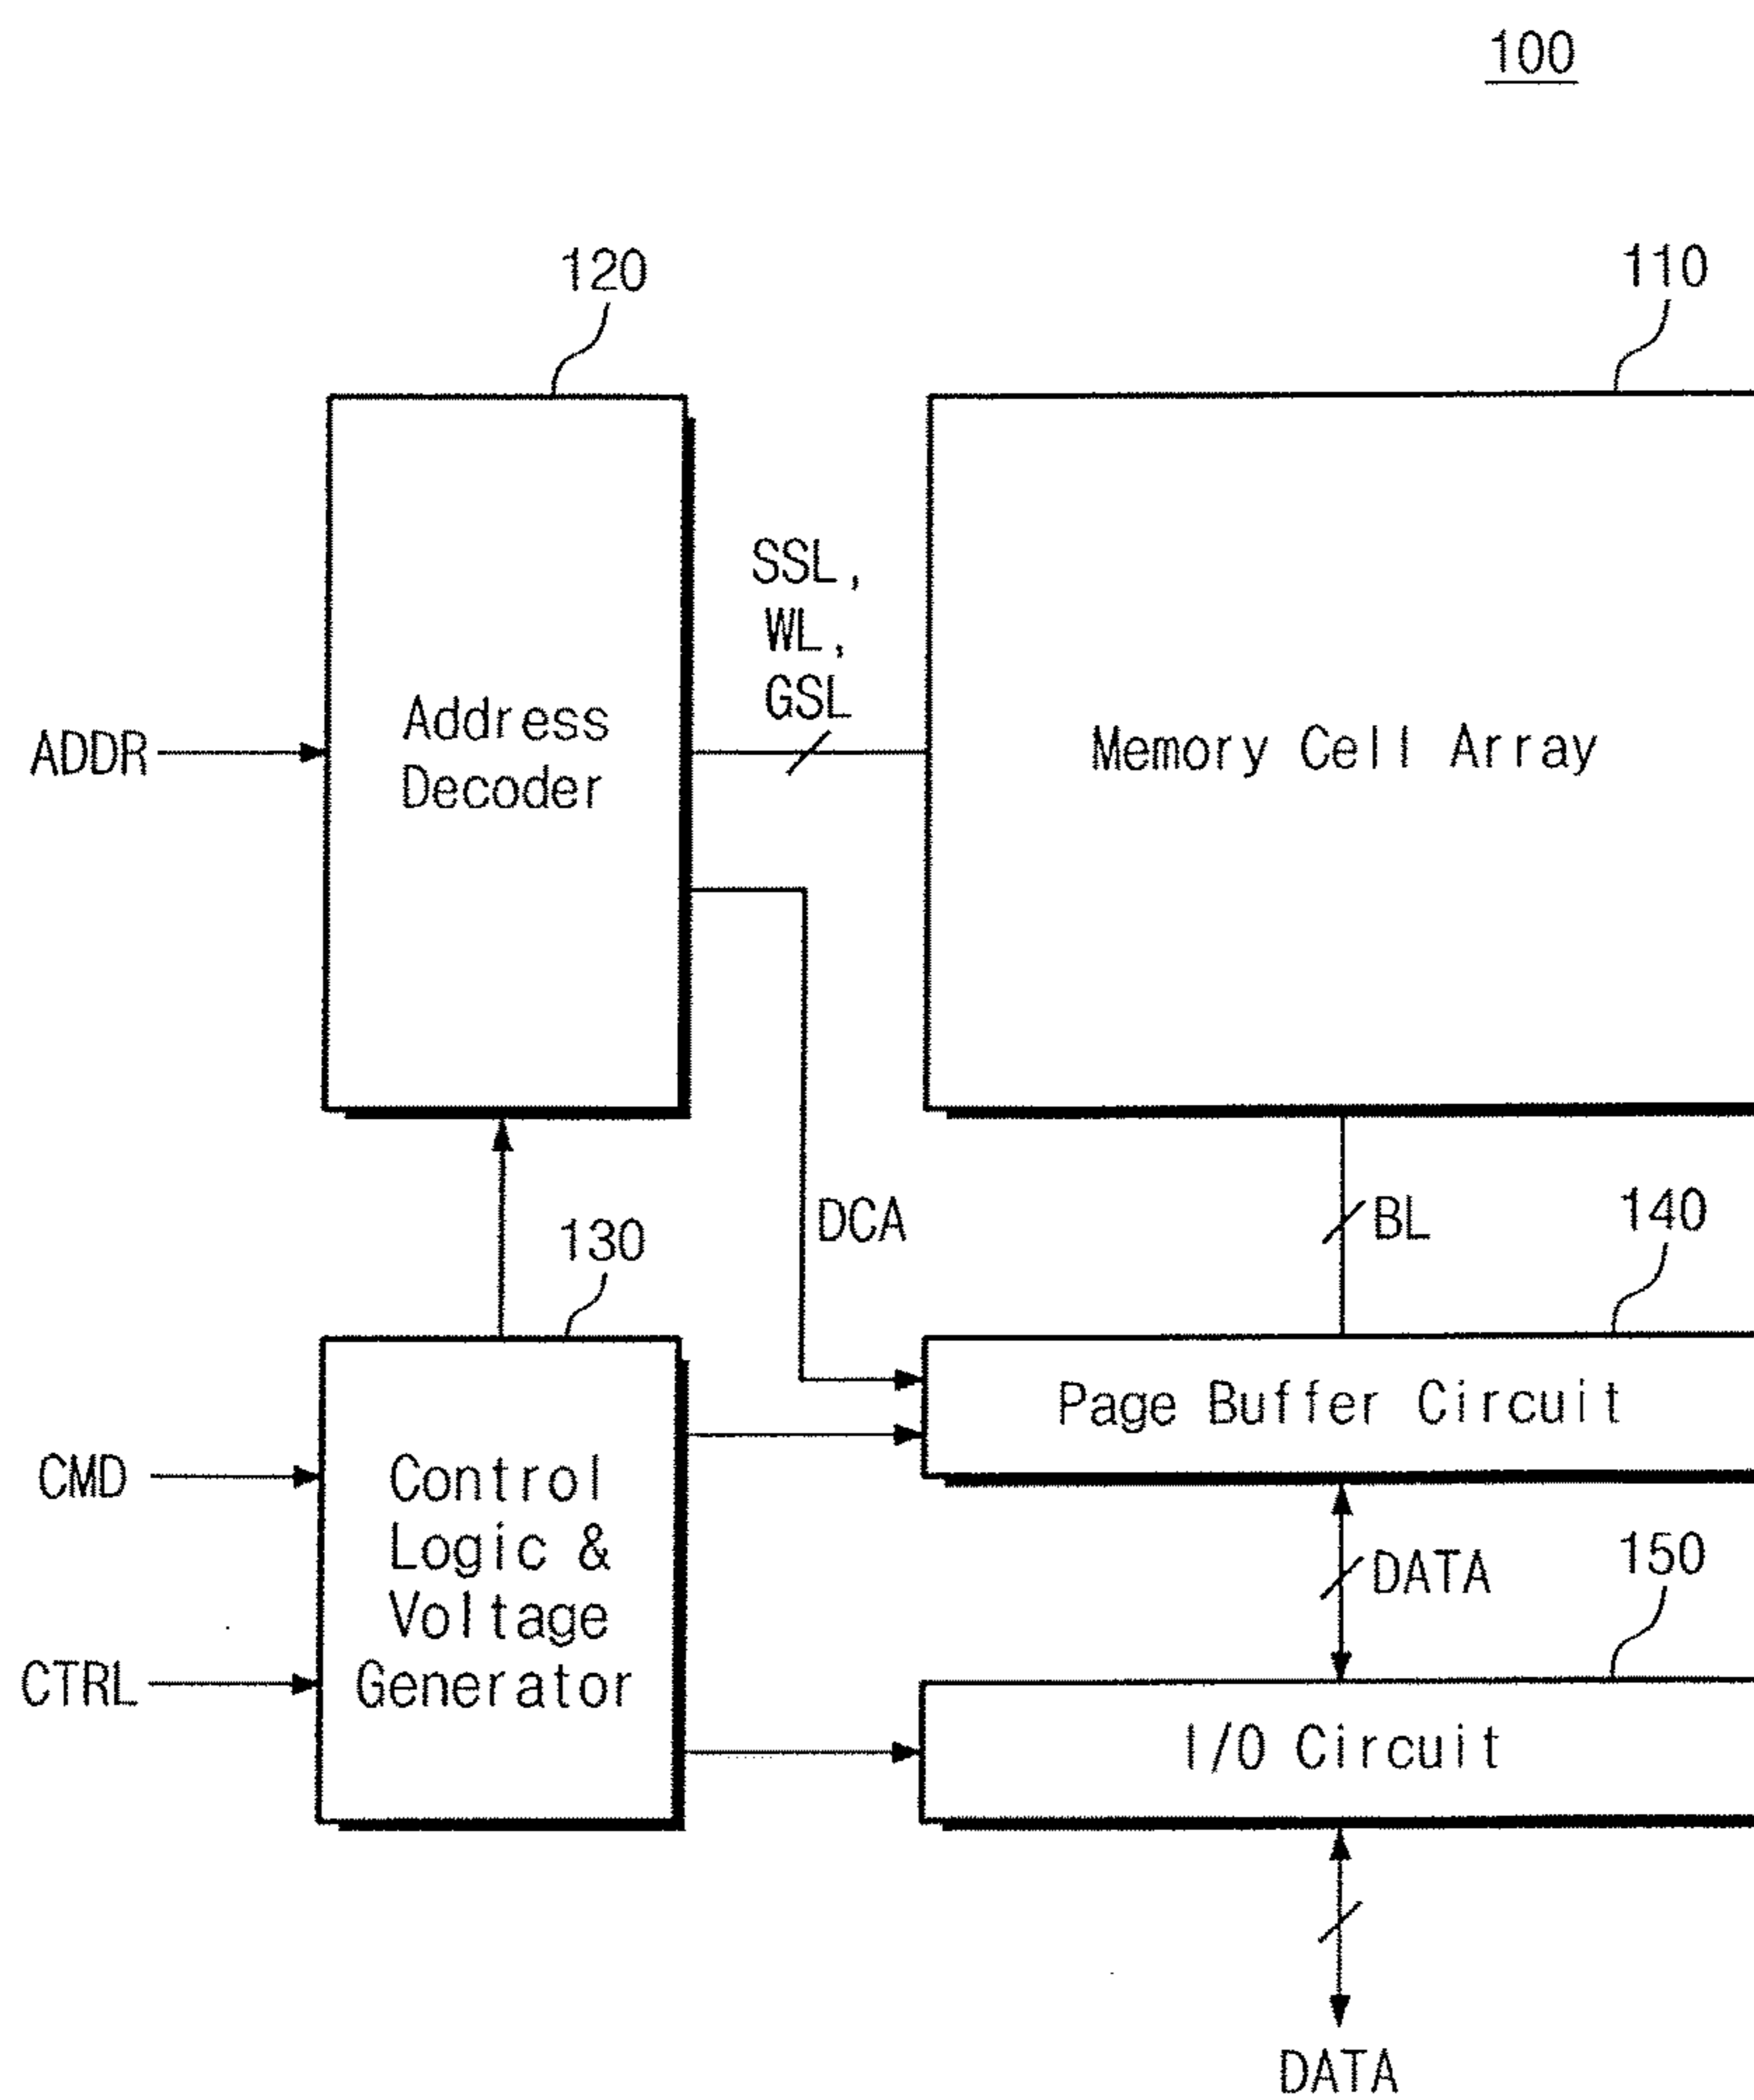 100
120
110
SSL,
WL,
GSL
ADDR
Address
Decoder
Memory Cell Array
DCA
BL
130
140
Page Buffer Circuit
CMD
Control
Logic &
Voltage
Generator
CTRL
DATA
150
I/O Circuit
DATA